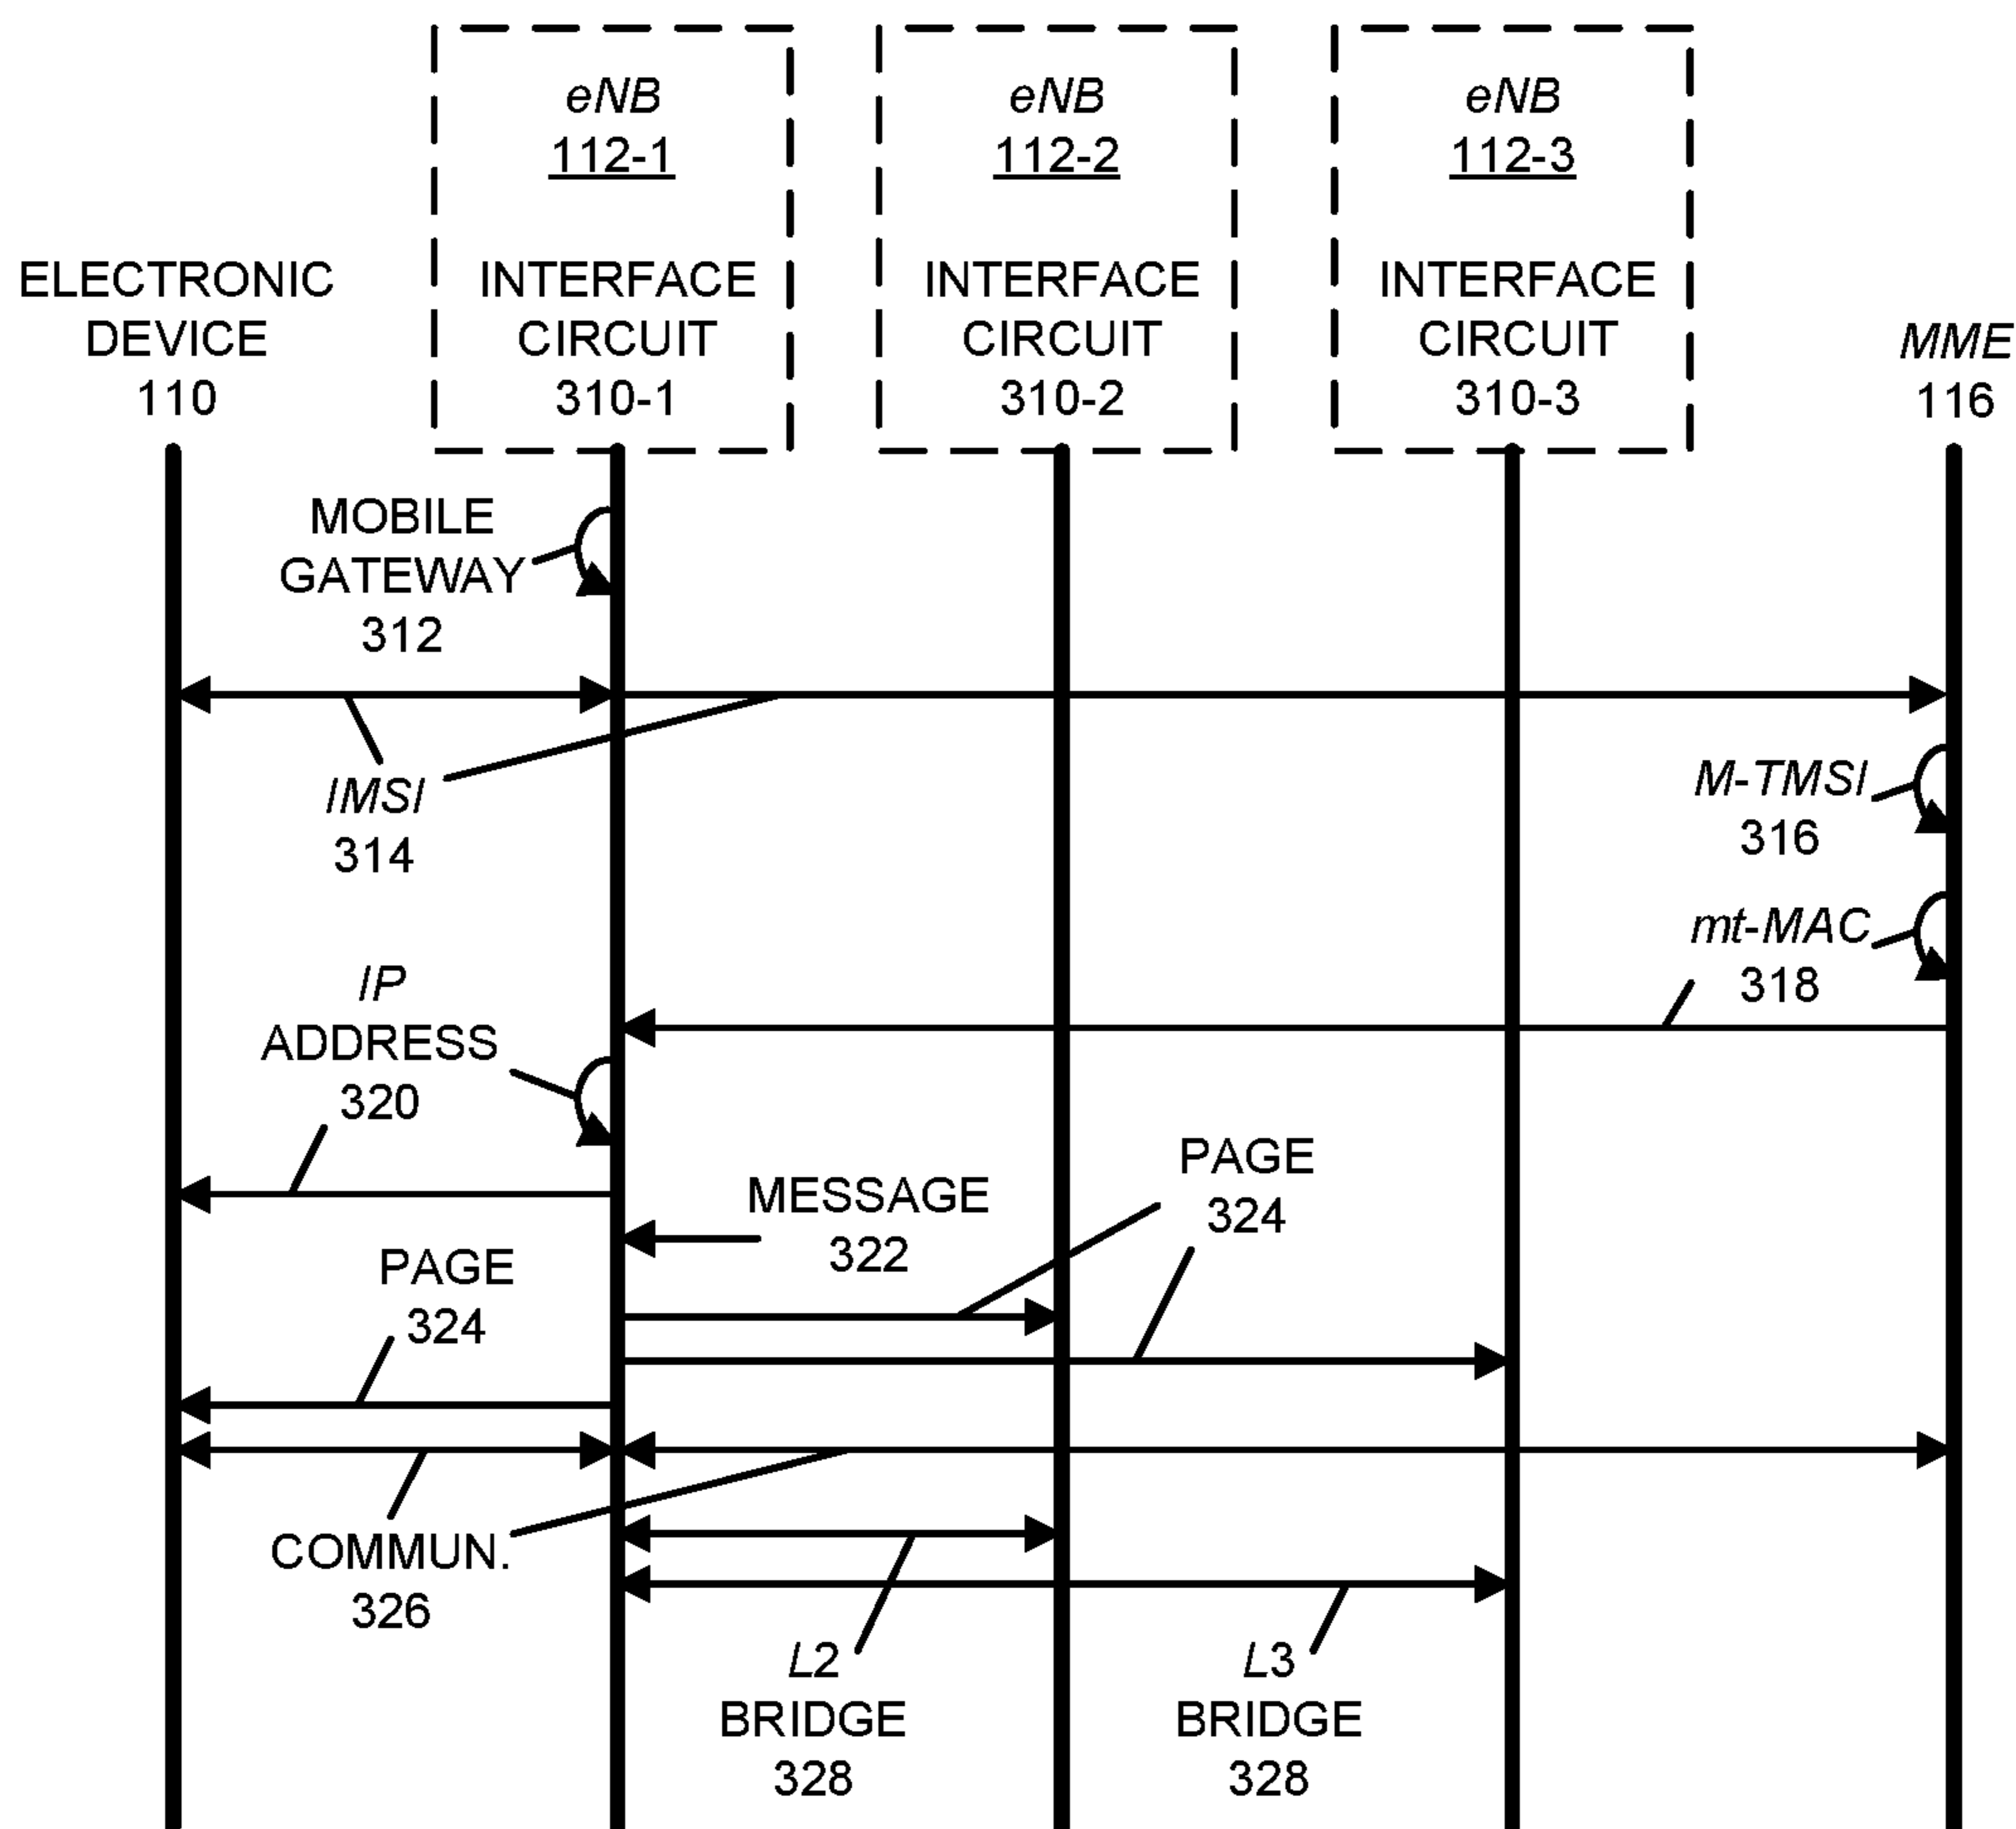 eNB
112-1
eNB
112-2
eNB
112-3
ELECTRONIC
DEVICE
110
INTERFACE
CIRCUIT
310-1
INTERFACE
CIRCUIT
310-2
INTERFACE
CIRCUIT
310-3
MME
116
MOBILE
GATEWAY
312
IMSI
314
M-TMSI
316
mt-MAC
318
IP
ADDRESS
320
MESSAGE
322
PAGE
324
PAGE
324
COMMUN.
326
L2
BRIDGE
328
L3
BRIDGE
328